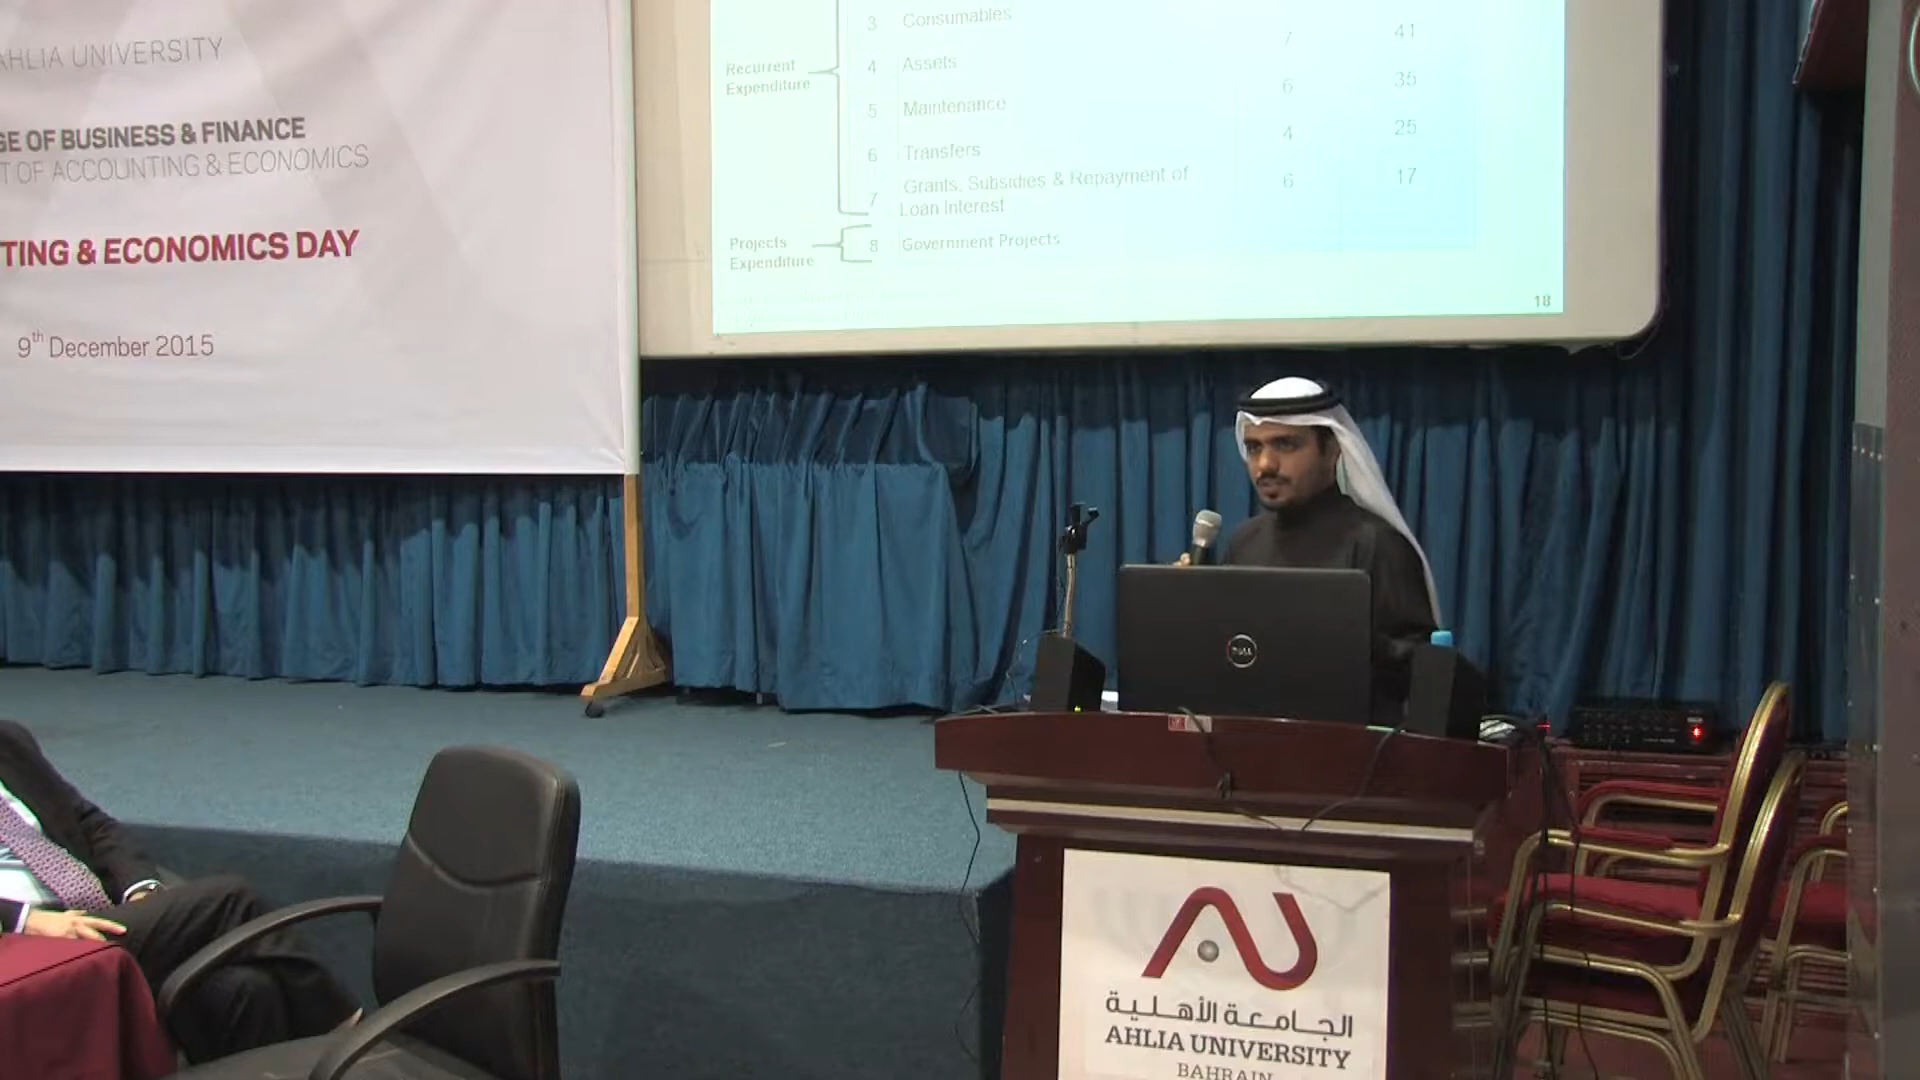 AHLIA UNIVERSITY
GE OF BUSINESS & FINANCE
T OF ACCOUNTING & ECONOMICS
TING & ECONOMICS DAY
9th December 2015
3 Consumables
7 41
Recurrent
Expenditure
4 Assets
6 35
5 Maintenance
4 25
6 Transfers
6 17
7 Grants, Subsidies & Repayment of
Loan Interest
Projects
Expenditure
8 Government Projects
18
DELL
الجامعة الأهلية
AHLIA UNIVERSITY
BAHRAIN